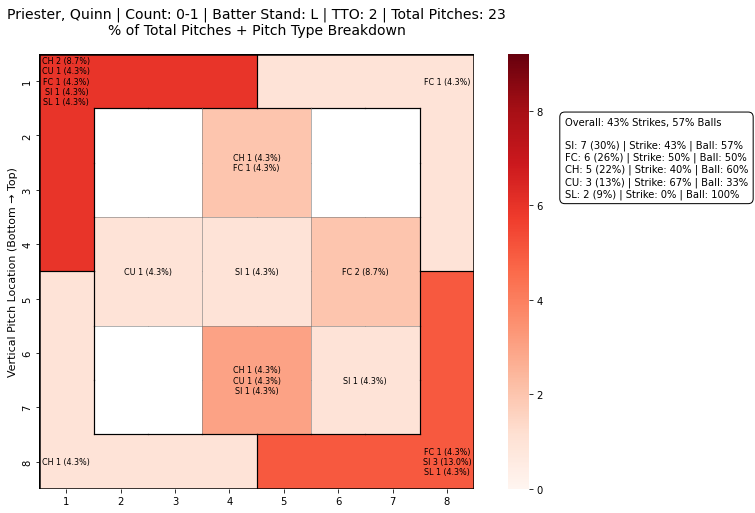 Priester, Quinn | Count: 0-1 | Batter Stand: L | TTO: 2 | Total Pitches: 23
% of Total Pitches + Pitch Type Breakdown
CH 2 (8.7%)
CU 1 (4.3%)
FC 1 (4.3%)
SI 1 (4.3%)
SL 1 (4.3%)
FC 1 (4.3%)
CH 1 (4.3%)
FC 1 (4.3%)
CU 1 (4.3%)
SI 1 (4.3%)
FC 2 (8.7%)
CH 1 (4.3%)
CU 1 (4.3%)
SI 1 (4.3%)
SI 1 (4.3%)
CH 1 (4.3%)
FC 1 (4.3%)
SI 3 (13.0%)
SL 1 (4.3%)
Vertical Pitch Location (Bottom → Top)
1
2
3
4
5
6
7
8
1 2 3 4 5 6 7 8
8
6
4
2
0
Overall: 43% Strikes, 57% Balls
SI: 7 (30%) | Strike: 43% | Ball: 57%
FC: 6 (26%) | Strike: 50% | Ball: 50%
CH: 5 (22%) | Strike: 40% | Ball: 60%
CU: 3 (13%) | Strike: 67% | Ball: 33%
SL: 2 (9%) | Strike: 0% | Ball: 100%